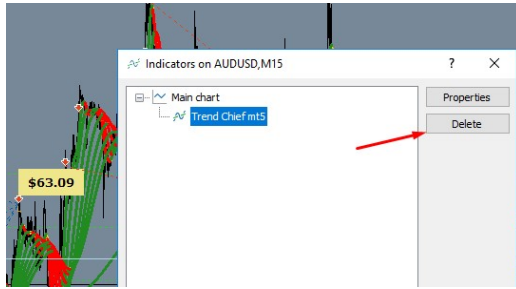 Indicators on AUDUSD,M15
?
Main chart
Trend Chief mt5
Properties
Delete
$63.09